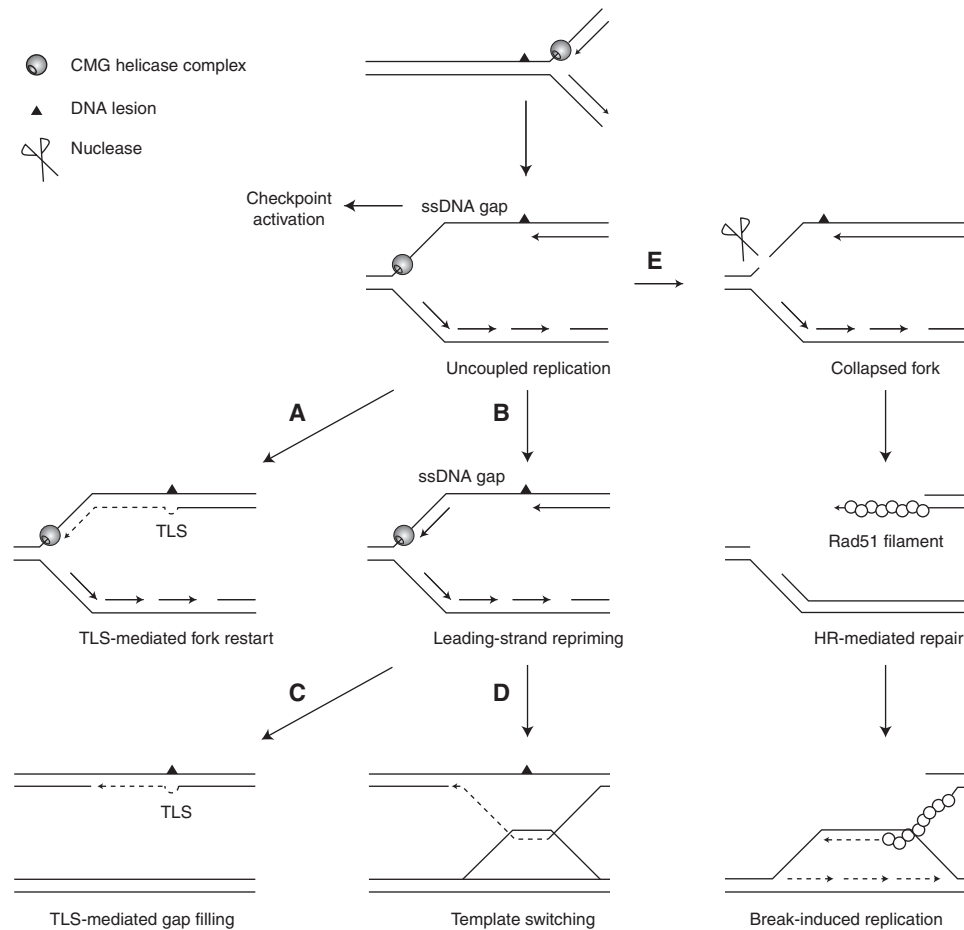 CMG helicase complex
DNA lesion
Nuclease
Checkpoint
activation
ssDNA gap
E
Uncoupled replication
Collapsed fork
A
B
ssDNA gap
TLS
Rad51 filament
TLS-mediated fork restart
Leading-strand repriming
HR-mediated repair
C
D
TLS
TLS-mediated gap filling
Template switching
Break-induced replication